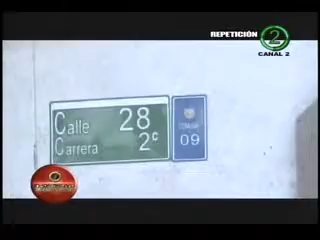 REPETICIÓN
2
CANAL 2
Calle 28
Carrera 2c
COMUNA
09